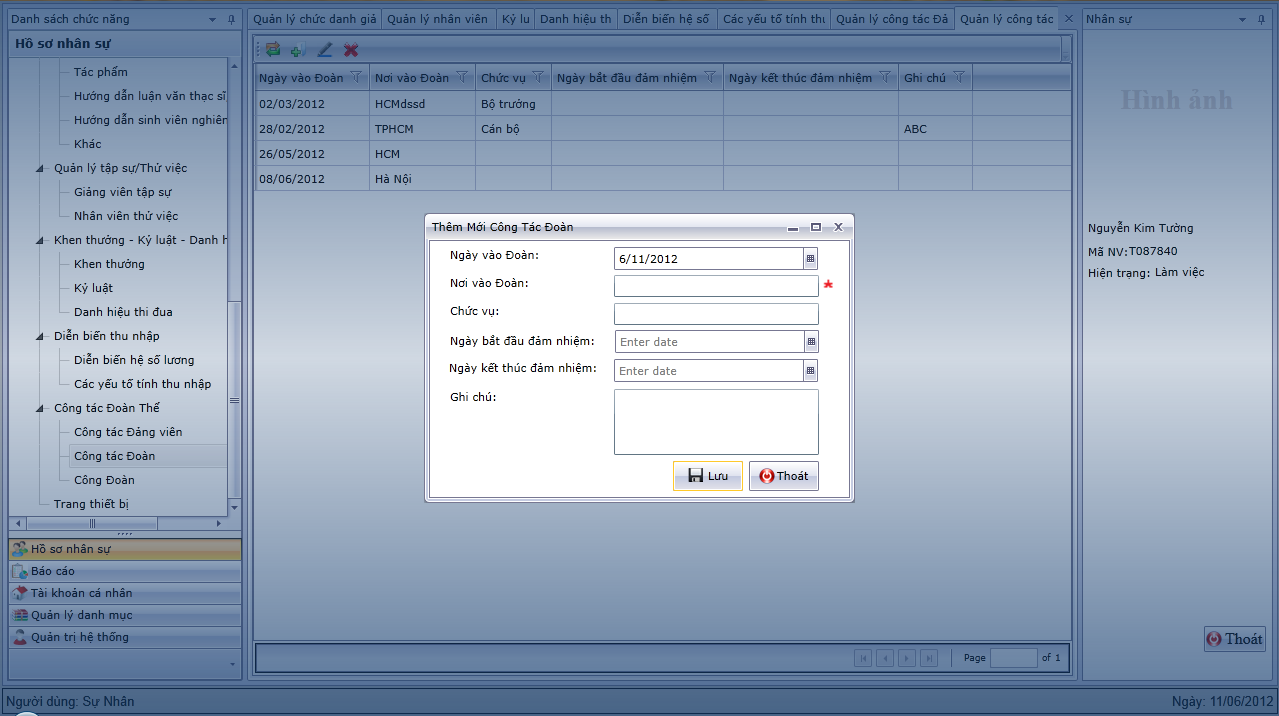 Danh sách chức năng
Hồ sơ nhân sự
Tác phẩm
Hướng dẫn luận văn thạc sĩ,
Hướng dẫn sinh viên nghiên
Khác
Quản lý tập sự/Thử việc
Giảng viên tập sự
Nhân viên thử việc
Khen thưởng - Kỷ luật - Danh h
Khen thưởng
Kỷ luật
Danh hiệu thi đua
Diễn biến thu nhập
Diễn biến hệ số lương
Các yếu tố tính thu nhập
Công tác Đoàn Thể
Công tác Đảng viên
Công tác Đoàn
Công Đoàn
Trang thiết bị
Hồ sơ nhân sự
Báo cáo
Tài khoản cá nhân
Quản lý danh mục
Quản trị hệ thống
Quản lý chức danh giả Quản lý nhân viên Kỷ lu Danh hiệu th Diễn biến hệ số Các yếu tố tính thu Quản lý công tác Đả Quản lý công tác
Ngày vào Đoàn Nơi vào Đoàn Chức vụ Ngày bắt đầu đảm nhiệm Ngày kết thúc đảm nhiệm Ghi chú
02/03/2012 HCMdssd Bộ trưởng
28/02/2012 TPHCM Cán bộ ABC
26/05/2012 HCM
08/06/2012 Hà Nội
Thêm Mới Công Tác Đoàn
Ngày vào Đoàn: 6/11/2012
Nơi vào Đoàn: *
Chức vụ:
Ngày bắt đầu đảm nhiệm: Enter date
Ngày kết thúc đảm nhiệm: Enter date
Ghi chú:
Lưu Thoát
Page of 1
Nhân sự
Hình ảnh
Nguyễn Kim Tường
Mã NV: T087840
Hiện trạng: Làm việc
Thoát
Người dùng: Sự Nhân
Ngày: 11/06/2012